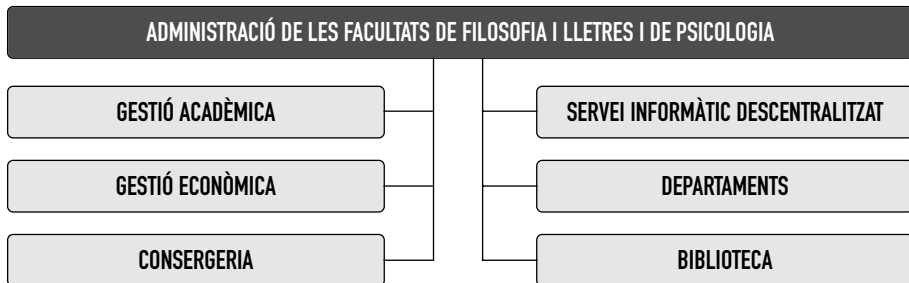 ADMINISTRACIÓ DE LES FACULTATS DE FILOSOFIA I LLETRES I DE PSICOLOGIA
GESTIÓ ACADÈMICA
SERVEI INFORMÀTIC DESCENTRALITZAT
GESTIÓ ECONÒMICA
DEPARTAMENTS
CONSERGERIA
BIBLIOTECA